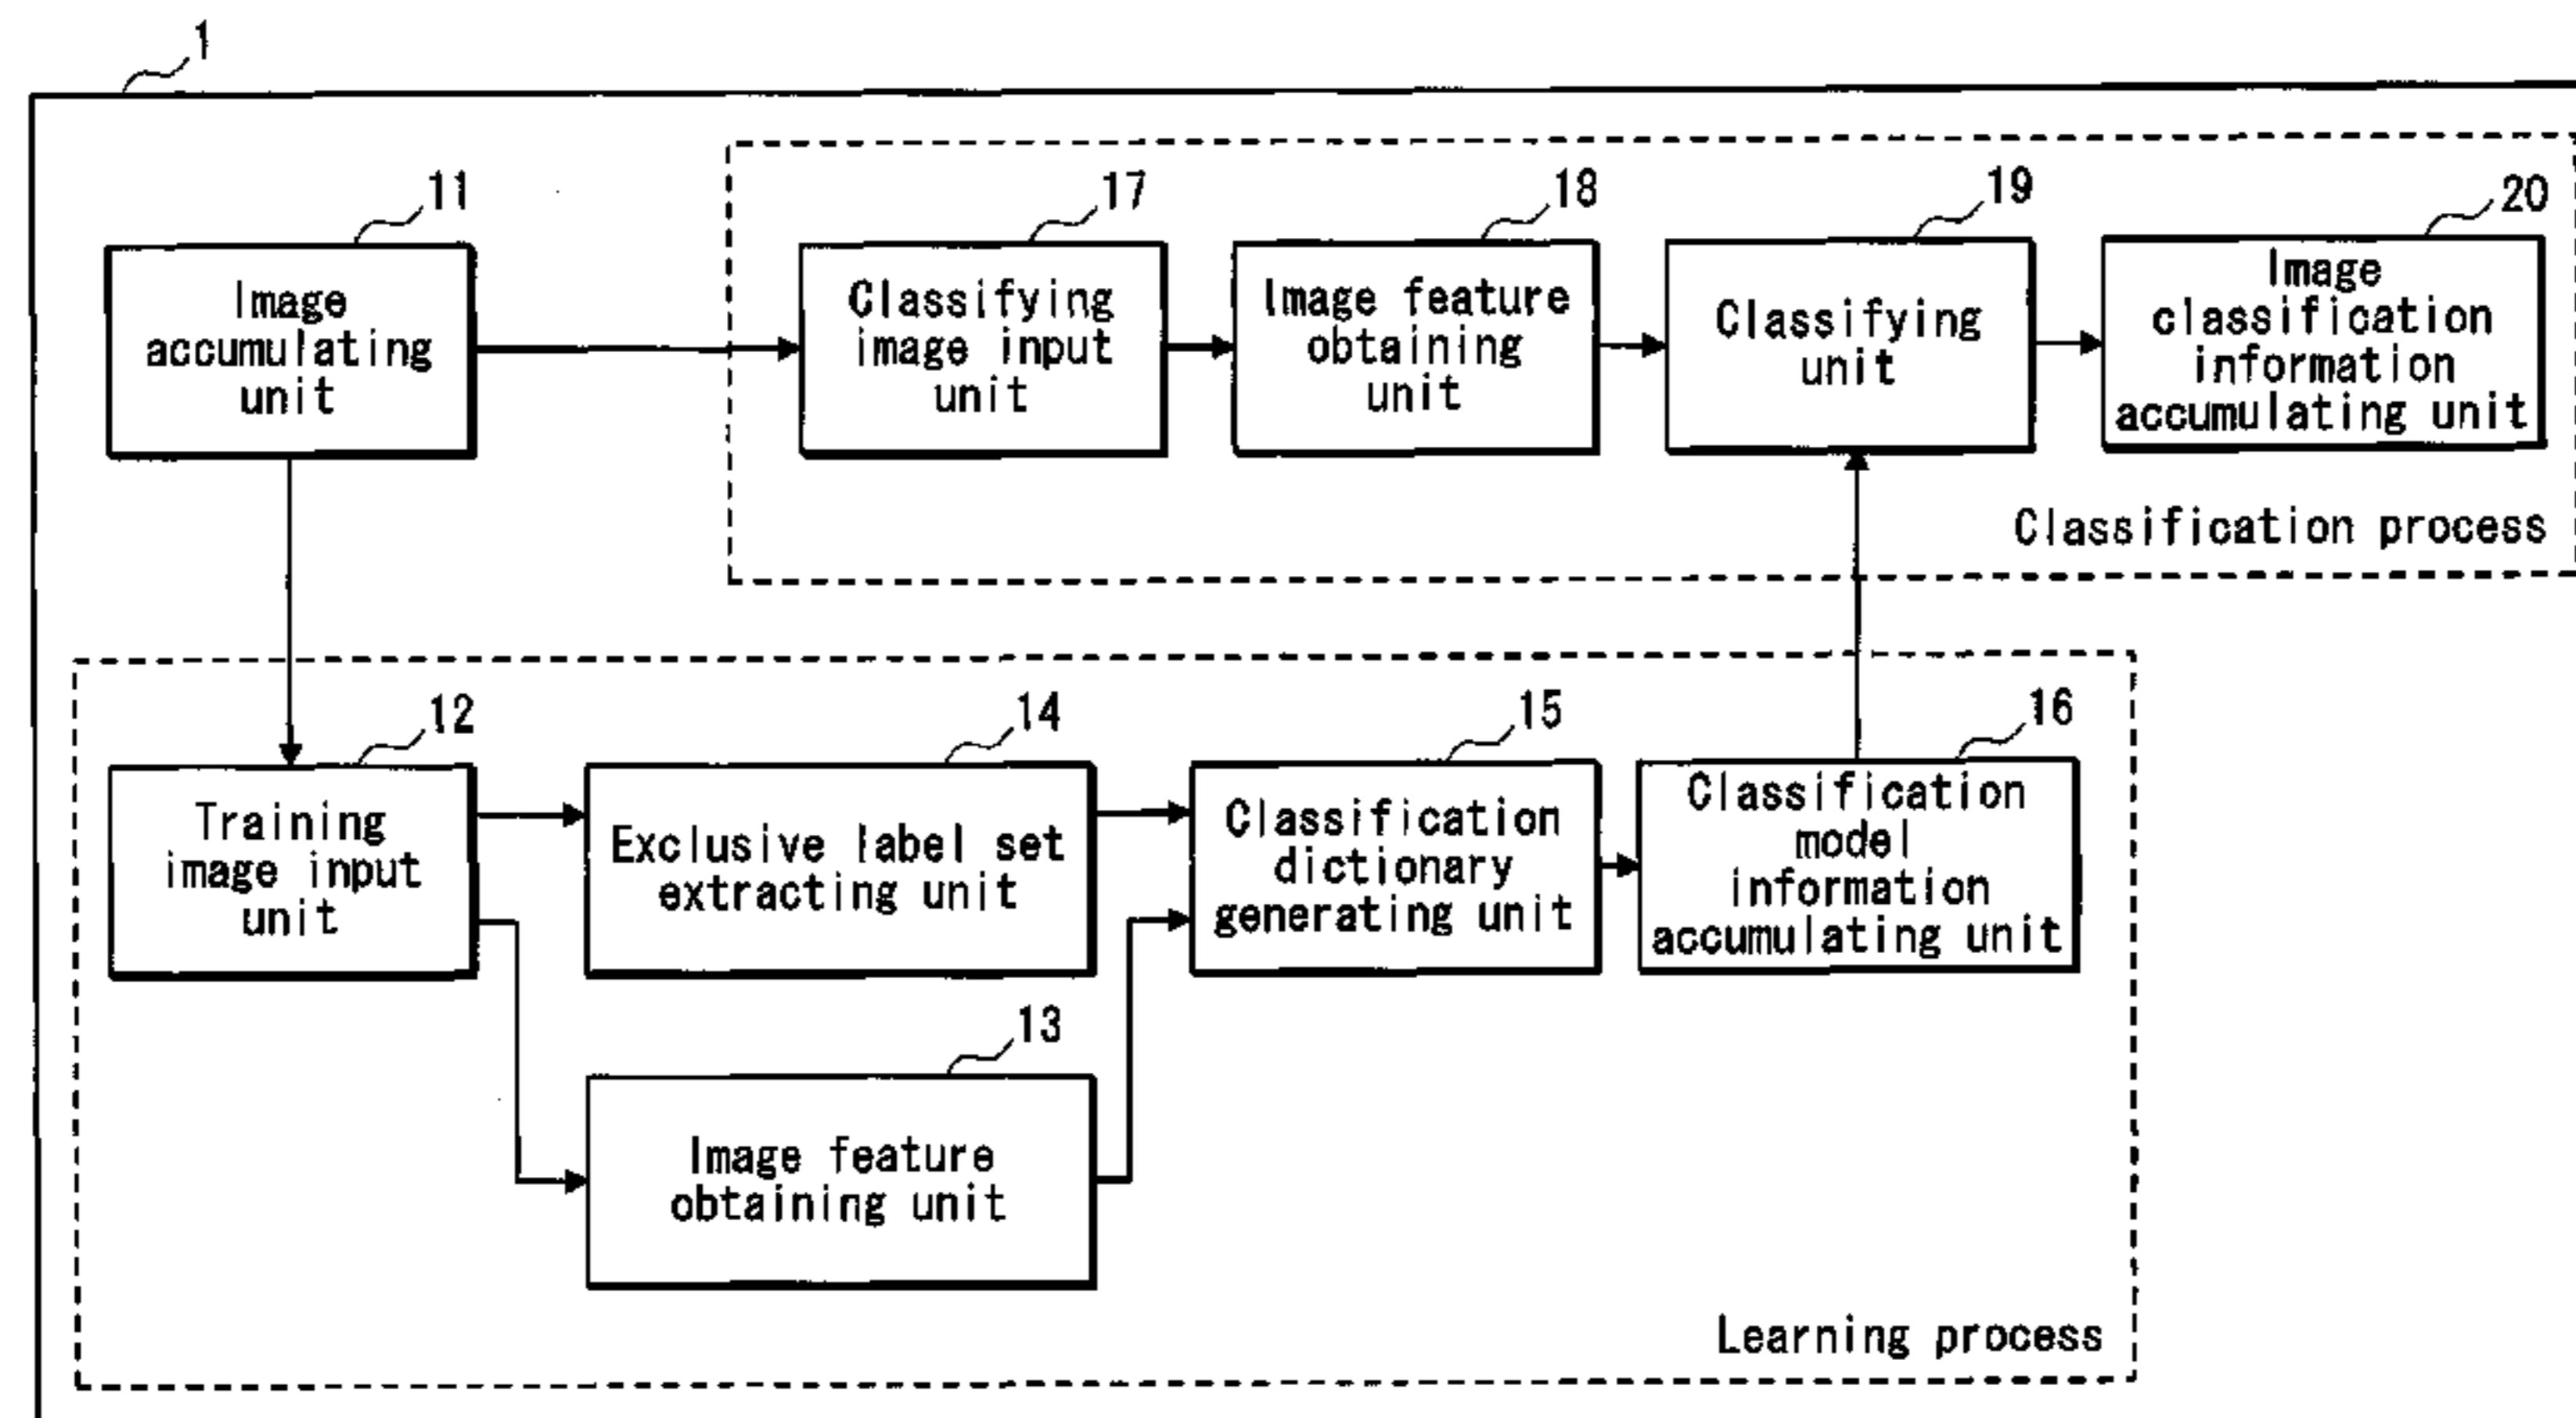 1
11
17
18
19
20
Image
accumulating
unit
Classifying
image input
unit
Image feature
obtaining
unit
Classifying
unit
Image
classification
information
accumulating unit
Classification process
12
14
15
16
Training
image input
unit
Exclusive label set
extracting unit
Classification
dictionary
generating unit
Classification
model
information
accumulating unit
13
Image feature
obtaining unit
Learning process